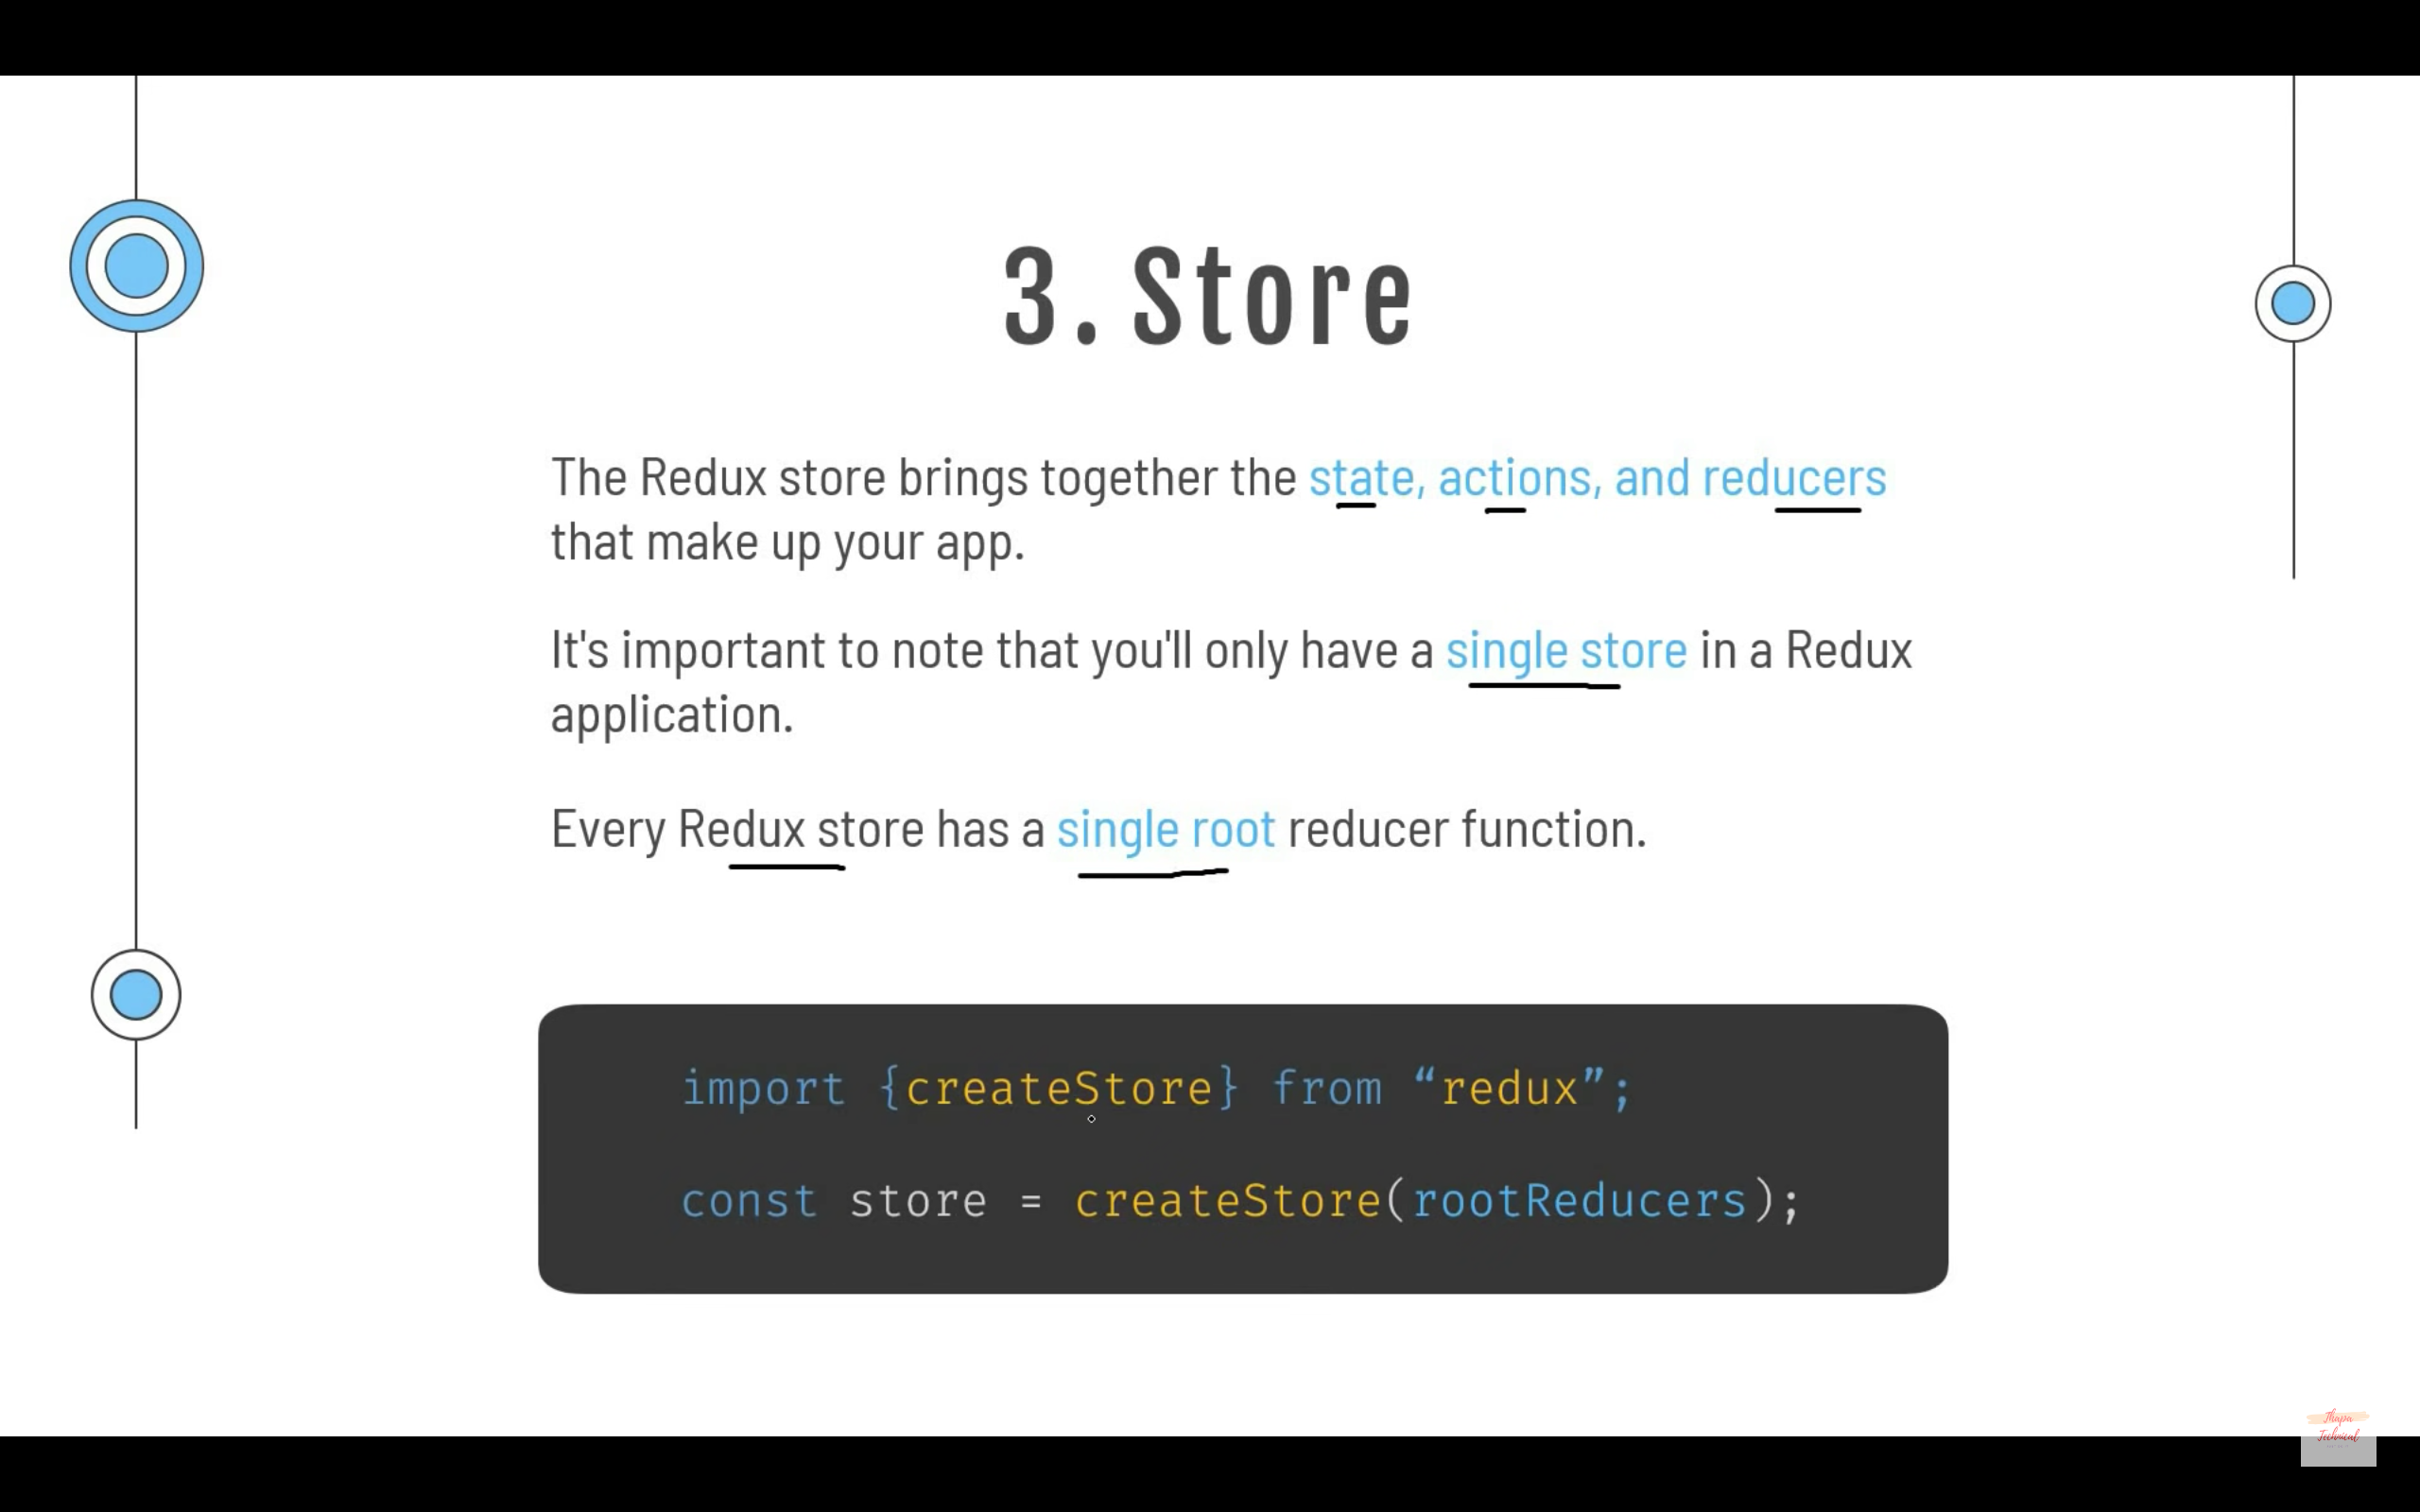 3. Store
The Redux store brings together the state, actions, and reducers
that make up your app.
It's important to note that you'll only have a single store in a Redux
application.
Every Redux store has a single root reducer function.
import {createStore} from “redux”;
const store = createStore(rootReducers);
Thapa
Technical